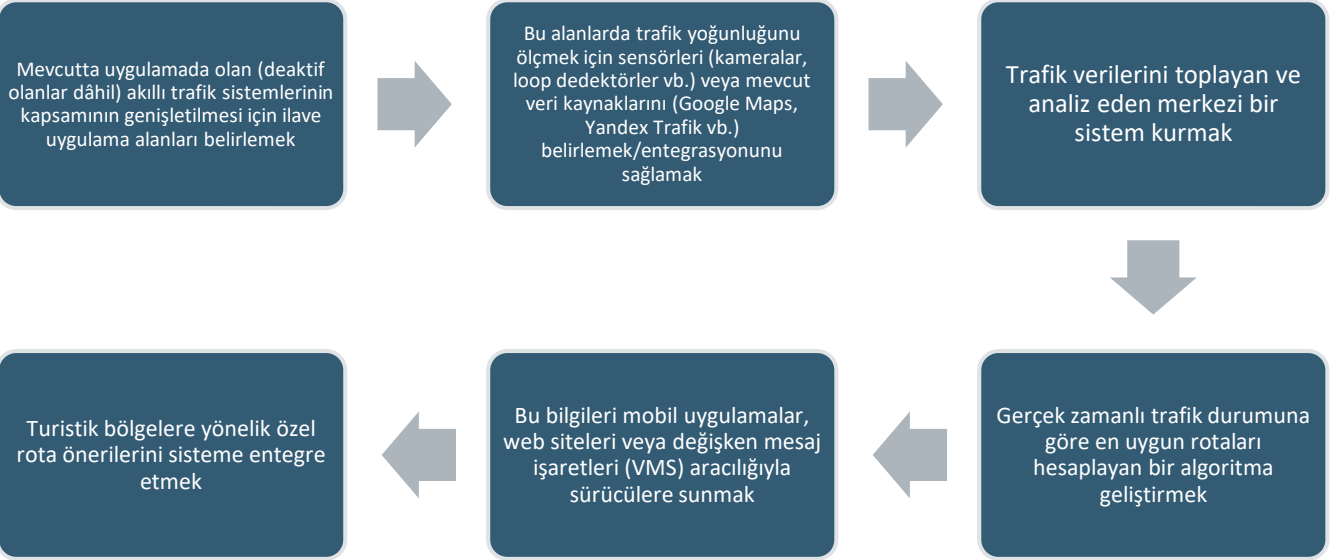 Mevcutta uygulamada olan (deaktif
olanlar dâhil) akıllı trafik sistemlerinin
kapsamının genişletilmesi için ilave
uygulama alanları belirlemek
Bu alanlarda trafik yoğunluğunu
ölçmek için sensörleri (kameralar,
loop dedektörler vb.) veya mevcut
veri kaynaklarını (Google Maps,
Yandex Trafik vb.)
belirlemek/entegrasyonunu
sağlamak
Trafik verilerini toplayan ve
analiz eden merkezi bir
sistem kurmak
Gerçek zamanlı trafik durumuna
göre en uygun rotaları
hesaplayan bir algoritma
geliştirmek
Bu bilgileri mobil uygulamalar,
web siteleri veya değişken mesaj
işaretleri (VMS) aracılığıyla
sürücülere sunmak
Turistik bölgelere yönelik özel
rota önerilerini sisteme entegre
etmek